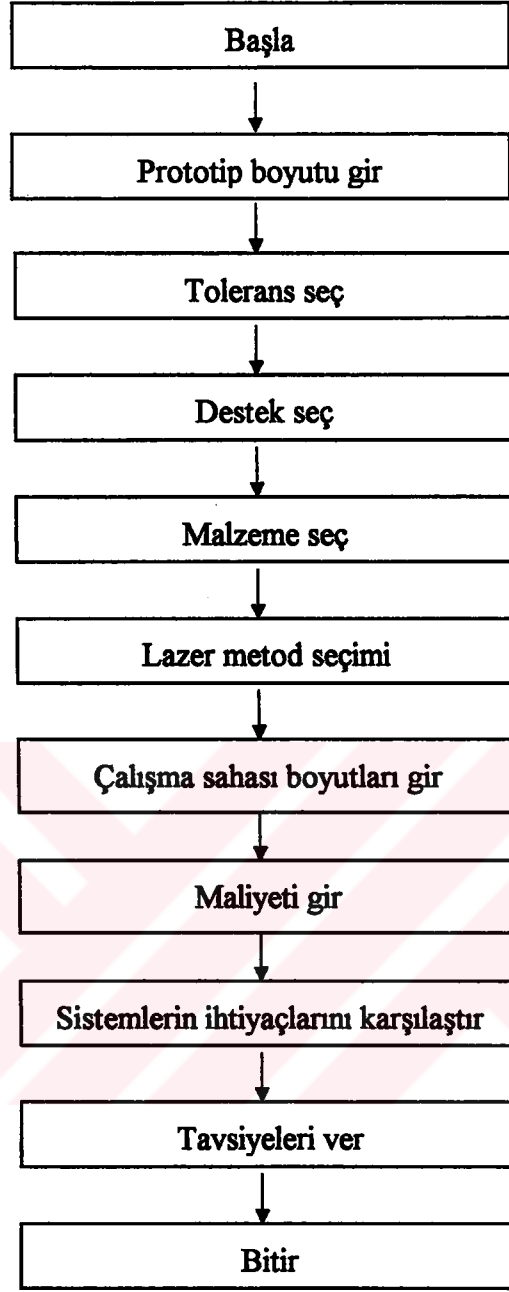 Başla
Prototip boyutu gir
Tolerans seç
Destek seç
Malzeme seç
Lazer metod seçimi
Çalışma sahası boyutları gir
Maliyeti gir
Sistemlerin ihtiyaçlarını karşılaştır
Tavsiyeleri ver
Bitir